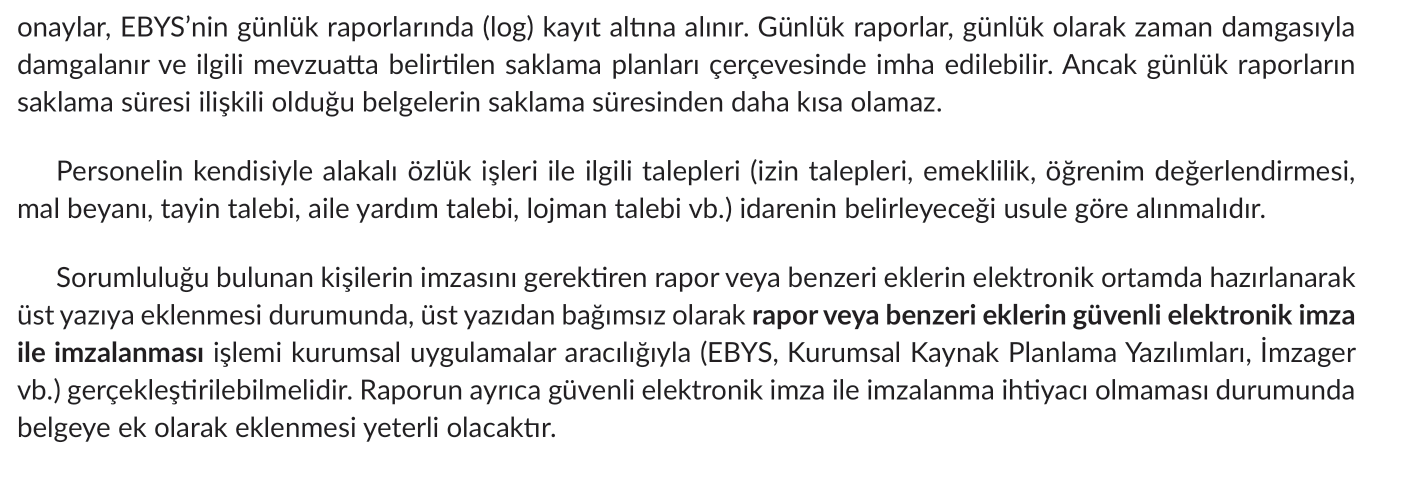 onaylar, EBYS’nin günlük raporlarında (log) kayıt altına alınır. Günlük raporlar, günlük olarak zaman damgasıyla
damgalanır ve ilgili mevzuatta belirtilen saklama planları çerçevesinde imha edilebilir. Ancak günlük raporların
saklama süresi ilişkili olduğu belgelerin saklama süresinden daha kısa olamaz.
Personelin kendisiyle alakalı özlük işleri ile ilgili talepleri (izin talepleri, emeklilik, öğrenim değerlendirmesi,
mal beyanı, tayin talebi, aile yardım talebi, lojman talebi vb.) idarenin belirleyeceği usule göre alınmalıdır.
Sorumluluğu bulunan kişilerin imzasını gerektiren rapor veya benzeri eklerin elektronik ortamda hazırlanarak
üst yazıya eklenmesi durumunda, üst yazıdan bağımsız olarak rapor veya benzeri eklerin güvenli elektronik imza
ile imzalanması işlemi kurumsal uygulamalar aracılığıyla (EBYS, Kurumsal Kaynak Planlama Yazılımları, İmzager
vb.) gerçekleştirilebilmelidir. Raporun ayrıca güvenli elektronik imza ile imzalanma ihtiyacı olmaması durumunda
belgeye ek olarak eklenmesi yeterli olacaktır.